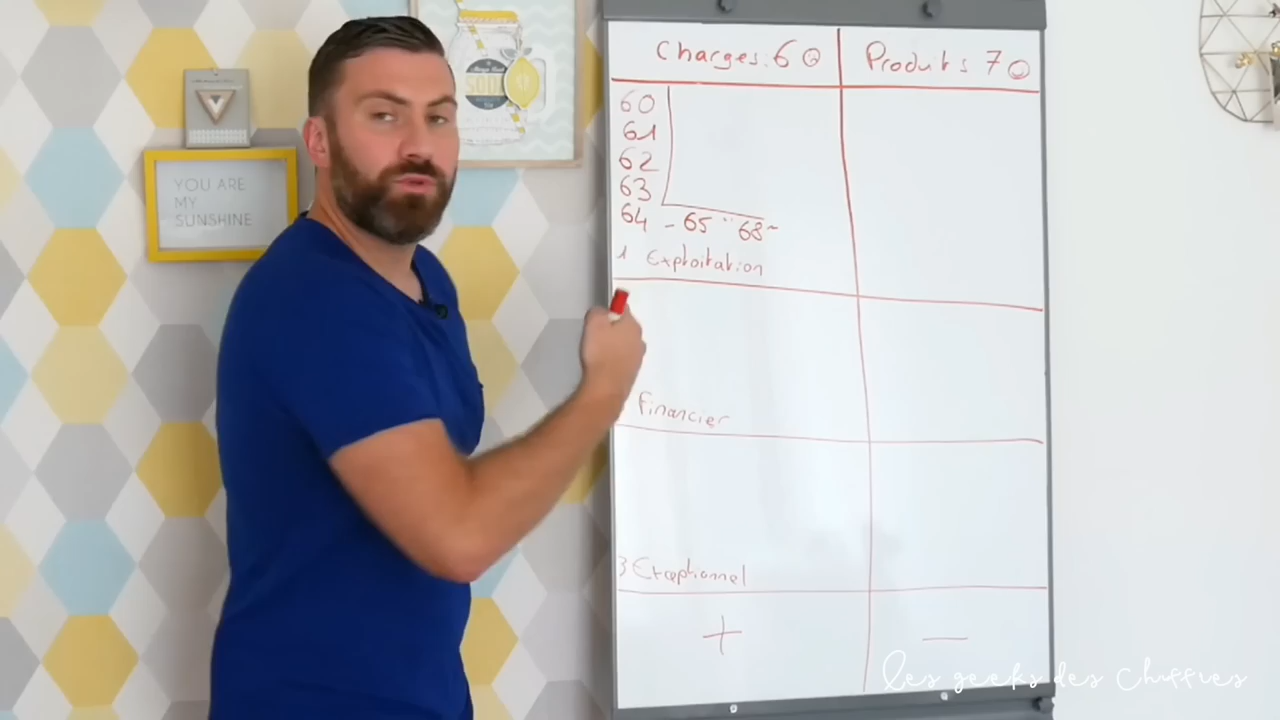 SODA
YOU ARE
MY
SUNSHINE
Charges 6
Produits 7
60
61
62
63
64 - 65 " 68 ~
1 Exploitation
Financier
3 Exceptionnel
+
—
les geeks des chiffres